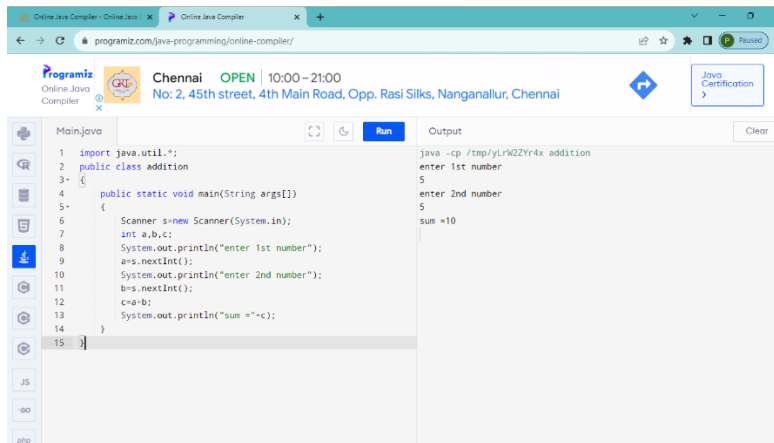 Online Java Compiler - Online Java
Online Java Compiler
programiz.com/java-programming/online-compiler/
P Paused
Programiz
Online Java
Compiler
GRT
Chennai OPEN 10:00–21:00
No: 2, 45th street, 4th Main Road, Opp. Rasi Silks, Nanganallur, Chennai
Java
Certification
Main.java
Run
Output
Clear
1 import java.util.*;
2 public class addition
3 {
4 public static void main(String args[])
5 {
6 Scanner s=new Scanner(System.in);
7 int a,b,c;
8 System.out.println("enter 1st number");
9 a=s.nextInt();
10 System.out.println("enter 2nd number");
11 b=s.nextInt();
12 c=a+b;
13 System.out.println("sum ="+c);
14 }
15 }
java -cp /tmp/yLrW2ZYr4x addition
enter 1st number
5
enter 2nd number
5
sum =10
JS
GO
php